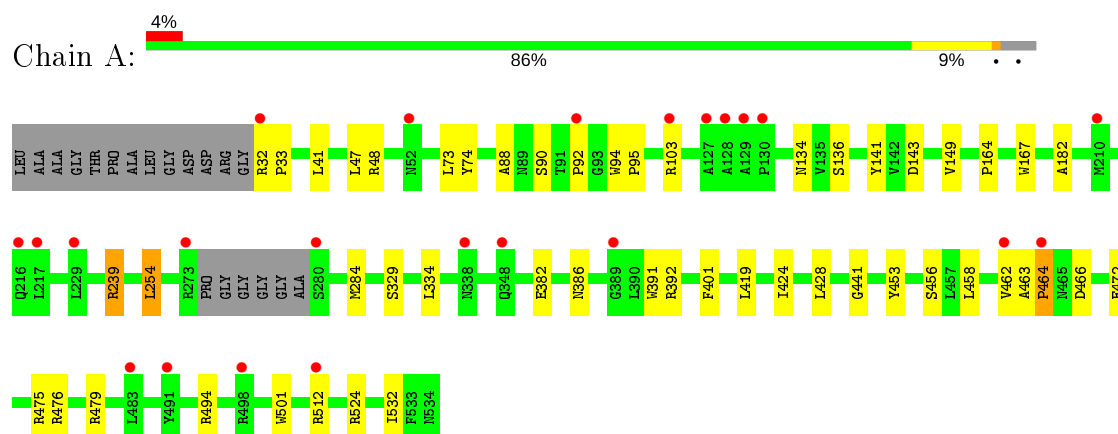 4%
Chain A:
86% 9% • •
LEU ALA ALA GLY THR PRO ALA LEU GLY ASP ASP ARG GLY R32 P33 L41 L47 R48 N52 L73 Y74 A88 N89 S90 T91 P92 G93 W94 P95 R103 A127 A128 A129 P130 N134 V135 S136 Y141 V142 D143 V149 P164 W167 A182 M210
Q216 L217 L229 R239 L254 R273 PRO GLY GLY GLY GLY ALA S280 M284 S329 L334 N338 Q348 E382 N386 G389 L390 W391 R392 F401 L419 I424 L428 G441 Y453 S456 L457 L458 V462 A463 P464 N465 D466
R475 R476 R479 L483 Y491 R494 R498 W501 R512 R524 I532 F533 N534